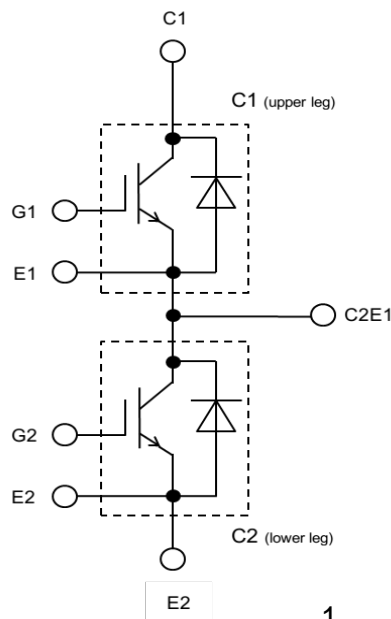 C1
C1 (upper leg)
G1
E1
C2E1
G2
E2
C2 (lower leg)
E2
1